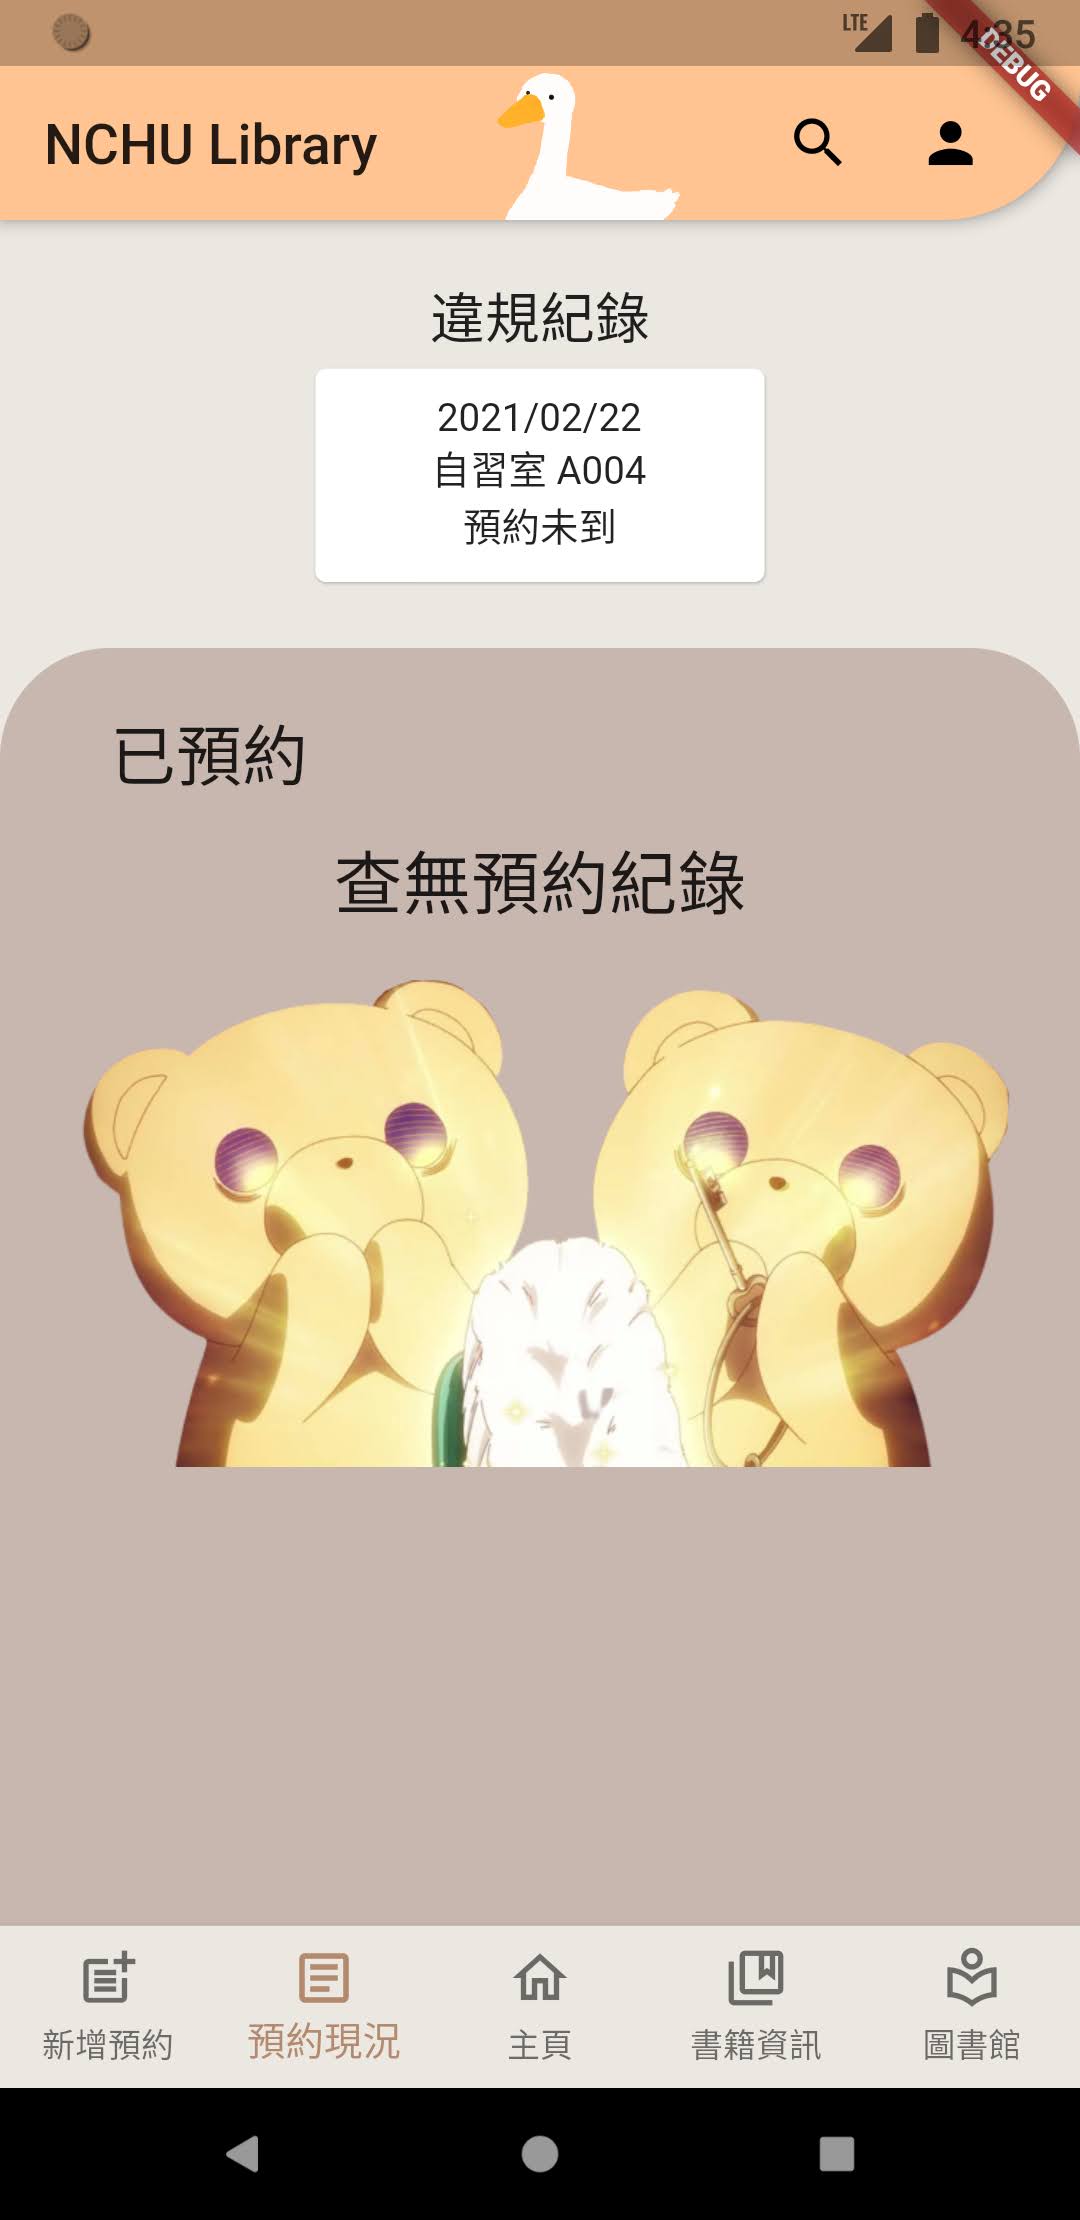 LTE
4:35
DEBUG
NCHU Library
違規紀錄
2021/02/22
自習室 A004
預約未到
已預約
查無預約紀錄
新增預約
預約現況
主頁
書籍資訊
圖書館